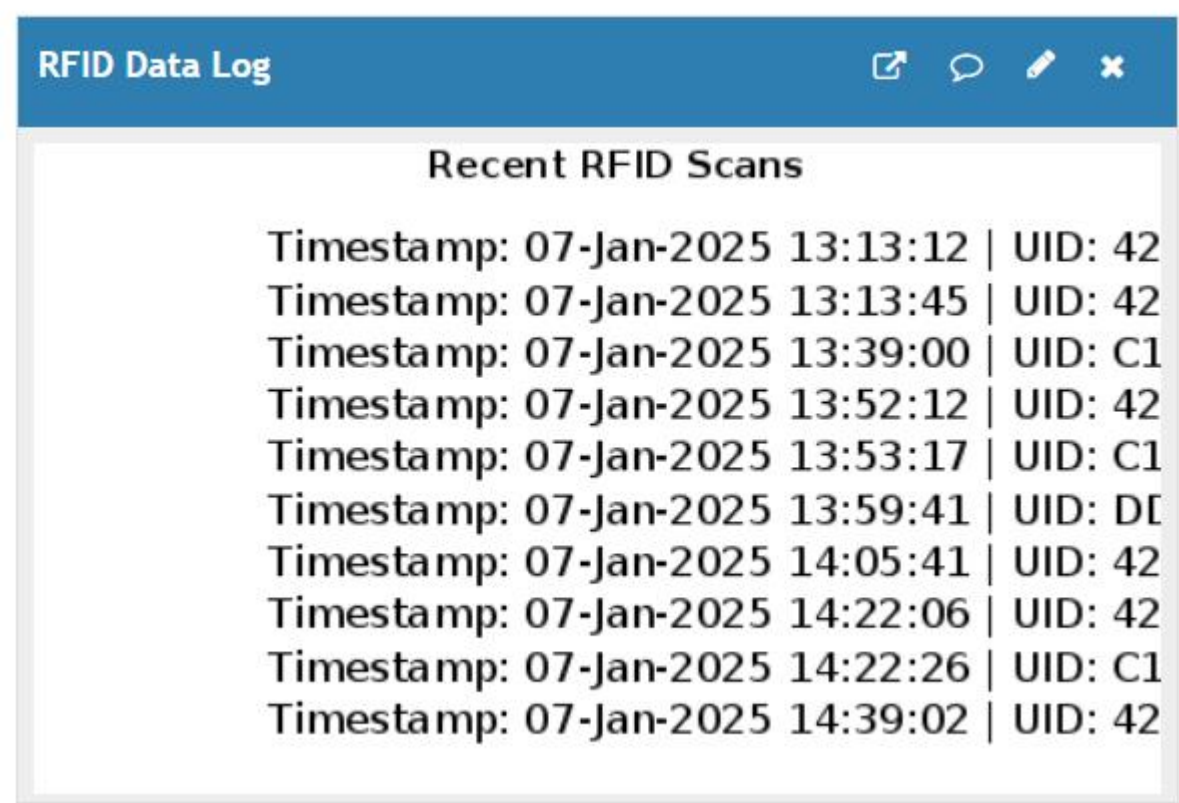 RFID Data Log
Recent RFID Scans
Timestamp: 07-Jan-2025 13:13:12 | UID: 42
Timestamp: 07-Jan-2025 13:13:45 | UID: 42
Timestamp: 07-Jan-2025 13:39:00 | UID: C1
Timestamp: 07-Jan-2025 13:52:12 | UID: 42
Timestamp: 07-Jan-2025 13:53:17 | UID: C1
Timestamp: 07-Jan-2025 13:59:41 | UID: DD
Timestamp: 07-Jan-2025 14:05:41 | UID: 42
Timestamp: 07-Jan-2025 14:22:06 | UID: 42
Timestamp: 07-Jan-2025 14:22:26 | UID: C1
Timestamp: 07-Jan-2025 14:39:02 | UID: 42